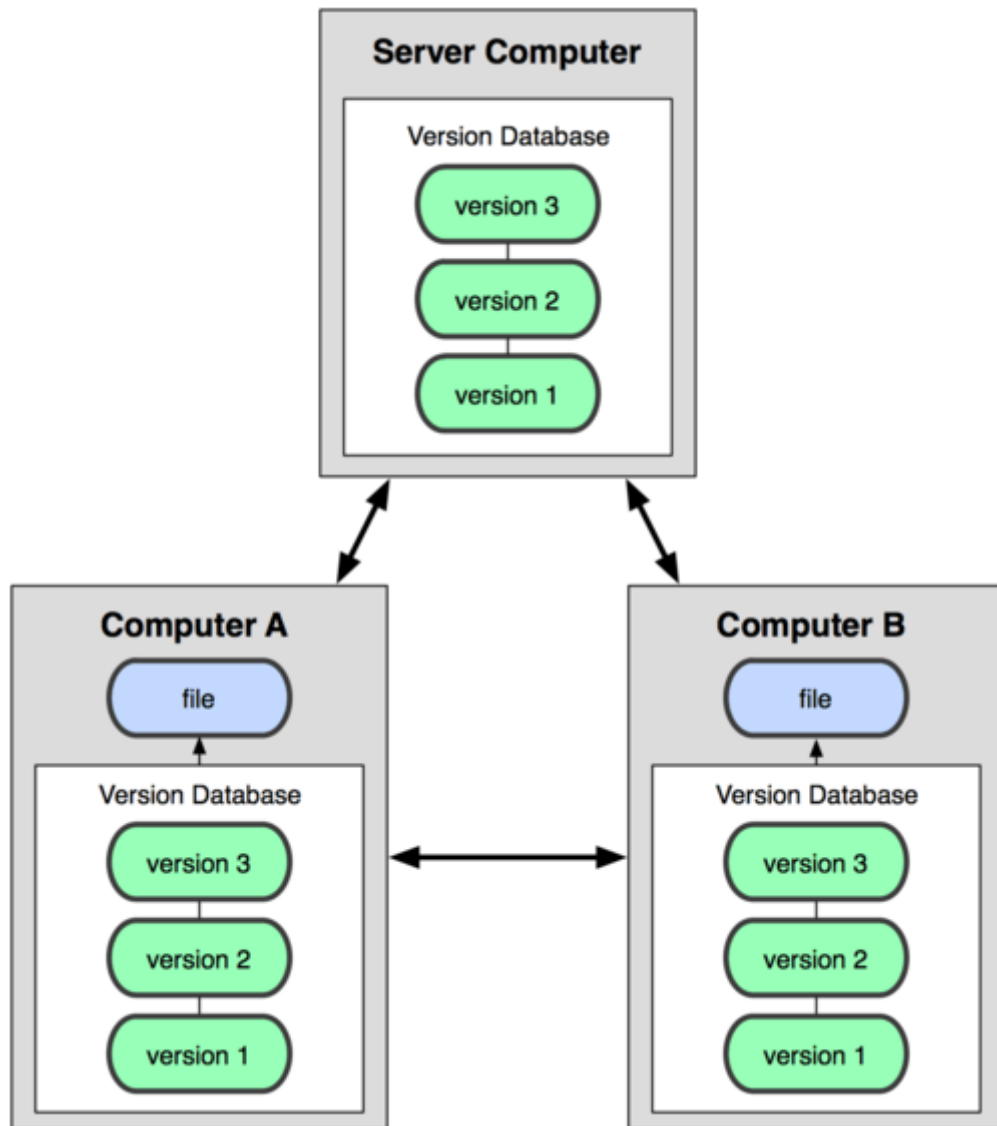 Server Computer
Version Database
version 3
version 2
version 1
Computer A
file
Version Database
version 3
version 2
version 1
Computer B
file
Version Database
version 3
version 2
version 1